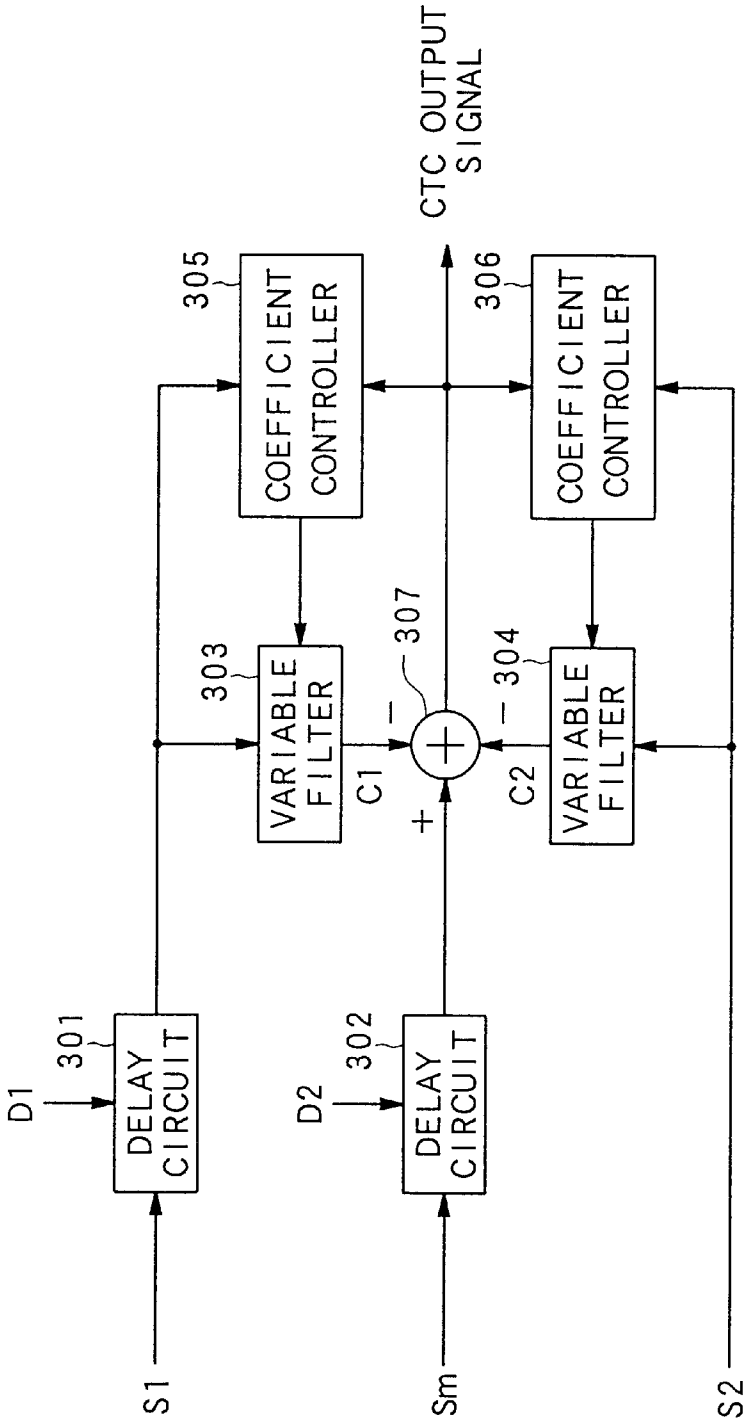 D1
301
DELAY
CIRCUIT
S1
303
VARIABLE
FILTER
C1
305
COEFFICIENT
CONTROLLER
D2
302
DELAY
CIRCUIT
Sm
+
−
+
307
−
CTC OUTPUT
SIGNAL
C2
304
VARIABLE
FILTER
306
COEFFICIENT
CONTROLLER
S2